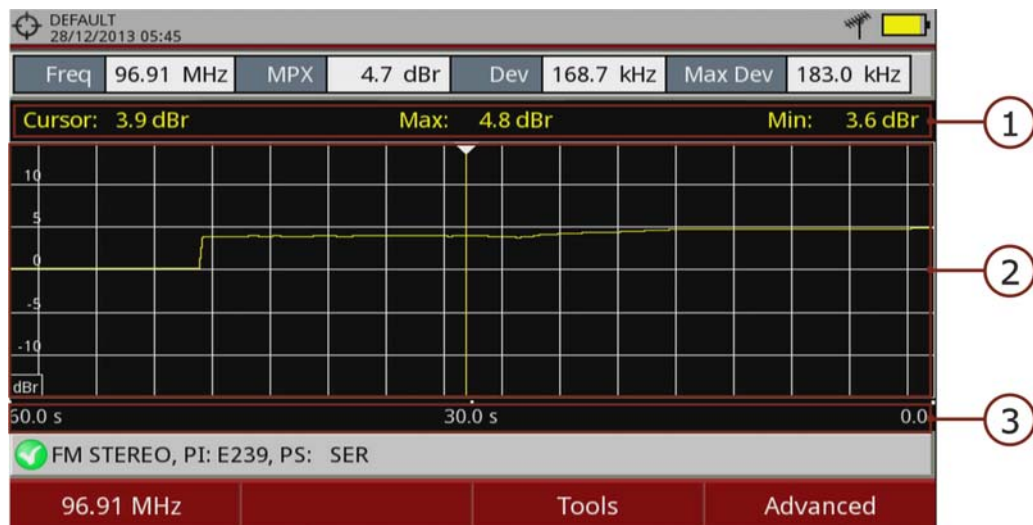 DEFAULT
28/12/2013 05:45
Freq 96.91 MHz MPX 4.7 dBr Dev 168.7 kHz Max Dev 183.0 kHz
Cursor: 3.9 dBr Max: 4.8 dBr Min: 3.6 dBr
1
10
5
0
2
-5
-10
dBr
60.0 s 30.0 s 0.0
3
FM STEREO, PI: E239, PS: SER
96.91 MHz Tools Advanced